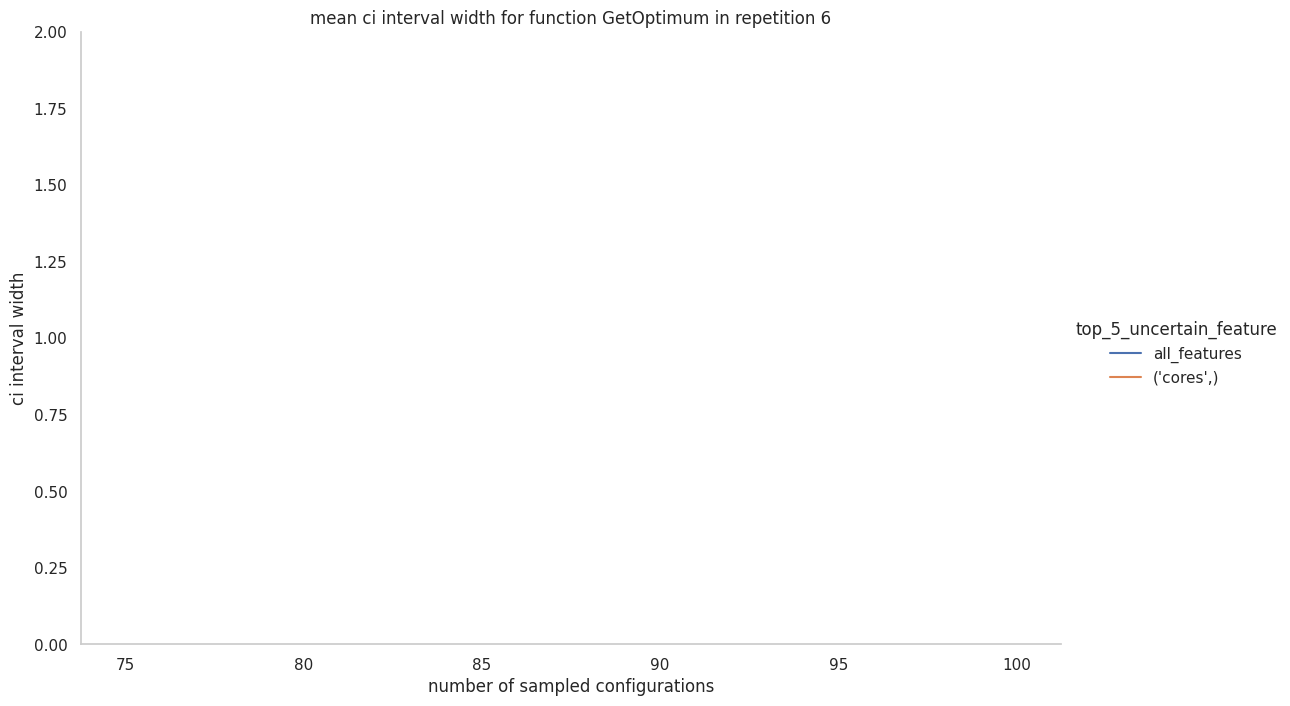 mean ci interval width for function GetOptimum in repetition 6
2.00
1.75
1.50
1.25
1.00
0.75
0.50
0.25
0.00
ci interval width
75 80 85 90 95 100
number of sampled configurations
top_5_uncertain_feature
all_features
('cores',)